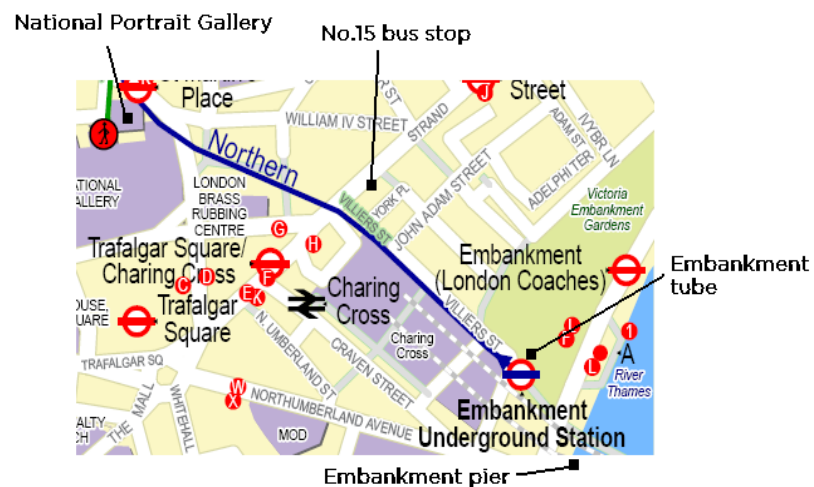 National Portrait Gallery
No.15 bus stop
Place
Street
J
WILLIAM IV STREET
STRAND
ADAM ST
IVYBR LN
ADELPHI TER
Northern
LONDON
BRASS
RUBBING
CENTRE
GALLERY
VILLIERS ST
YORK PL
JOHN ADAM STREET
Victoria
Embankment
Gardens
G
H
Trafalgar Square/
Charing Cross
C
D
F
E
K
Embankment
(London Coaches)
Embankment
tube
Charing
Cross
Trafalgar
Square
VILLIERS ST
Charing
Cross
1
A
L
River
Thames
TRAFALGAR SQ
N. UMBERLAND ST
CRAVEN STREET
W
X
NORTHUMBERLAND AVENUE
THE MALL
WHITEHALL
MOD
Embankment
Underground Station
Embankment pier